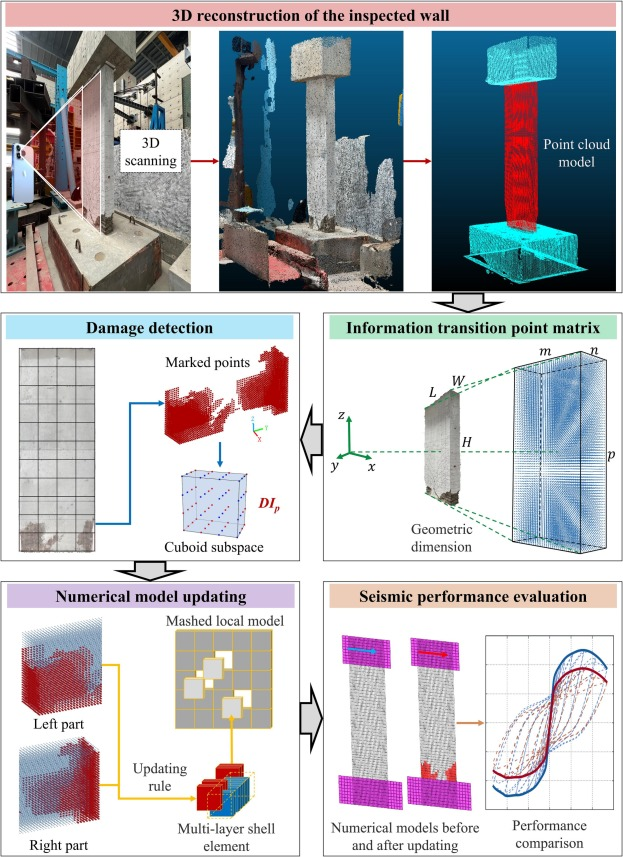 3D reconstruction of the inspected wall
3D
scanning
Point cloud
model
Damage detection
Marked points
z
Y
X
DIp
Cuboid subspace
Information transition point matrix
m
n
W
L
z
H
p
y
x
Geometric
dimension
Numerical model updating
Mashed local model
Left part
Updating
rule
Right part
Multi-layer shell
element
Seismic performance evaluation
Numerical models before
and after updating
Performance
comparison